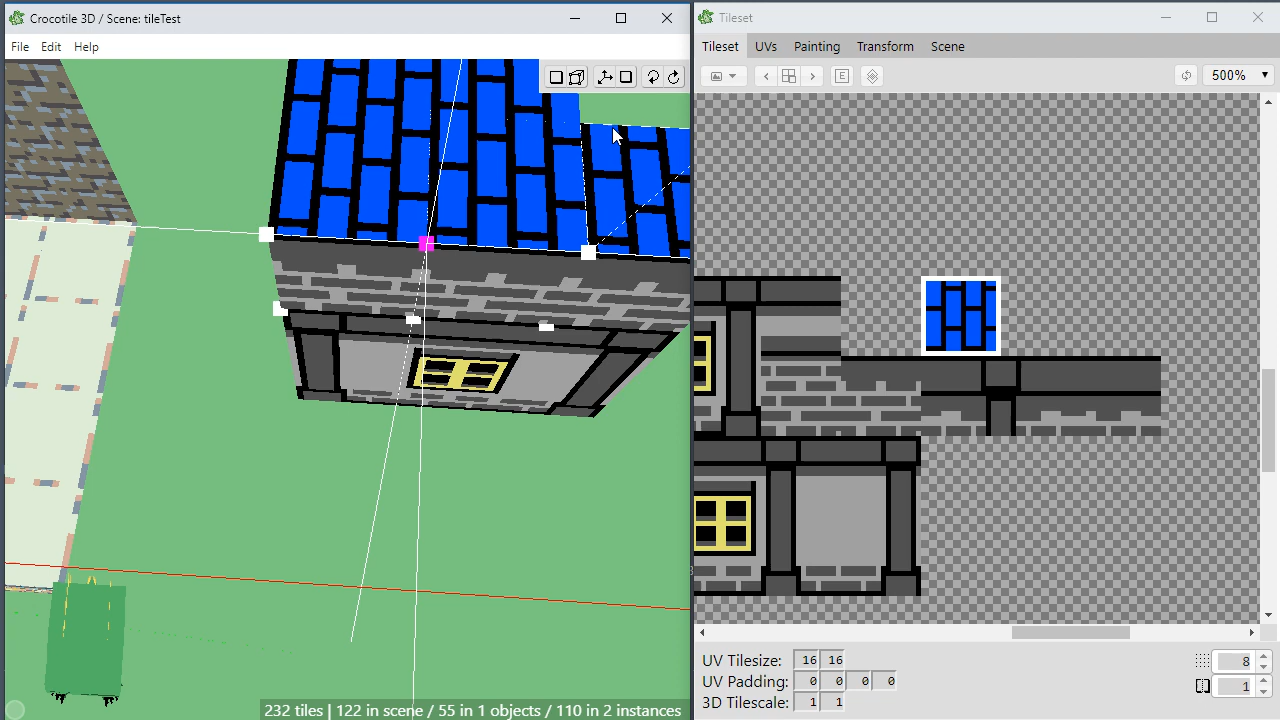 Crocotile 3D / Scene: tileTest
File Edit Help
Tileset
Tileset UVs Painting Transform Scene
E
500%
UV Tilesize: 16 16
UV Padding: 0 0 0 0
3D Tilescale: 1 1
8
1
232 tiles | 122 in scene / 55 in 1 objects / 110 in 2 instances